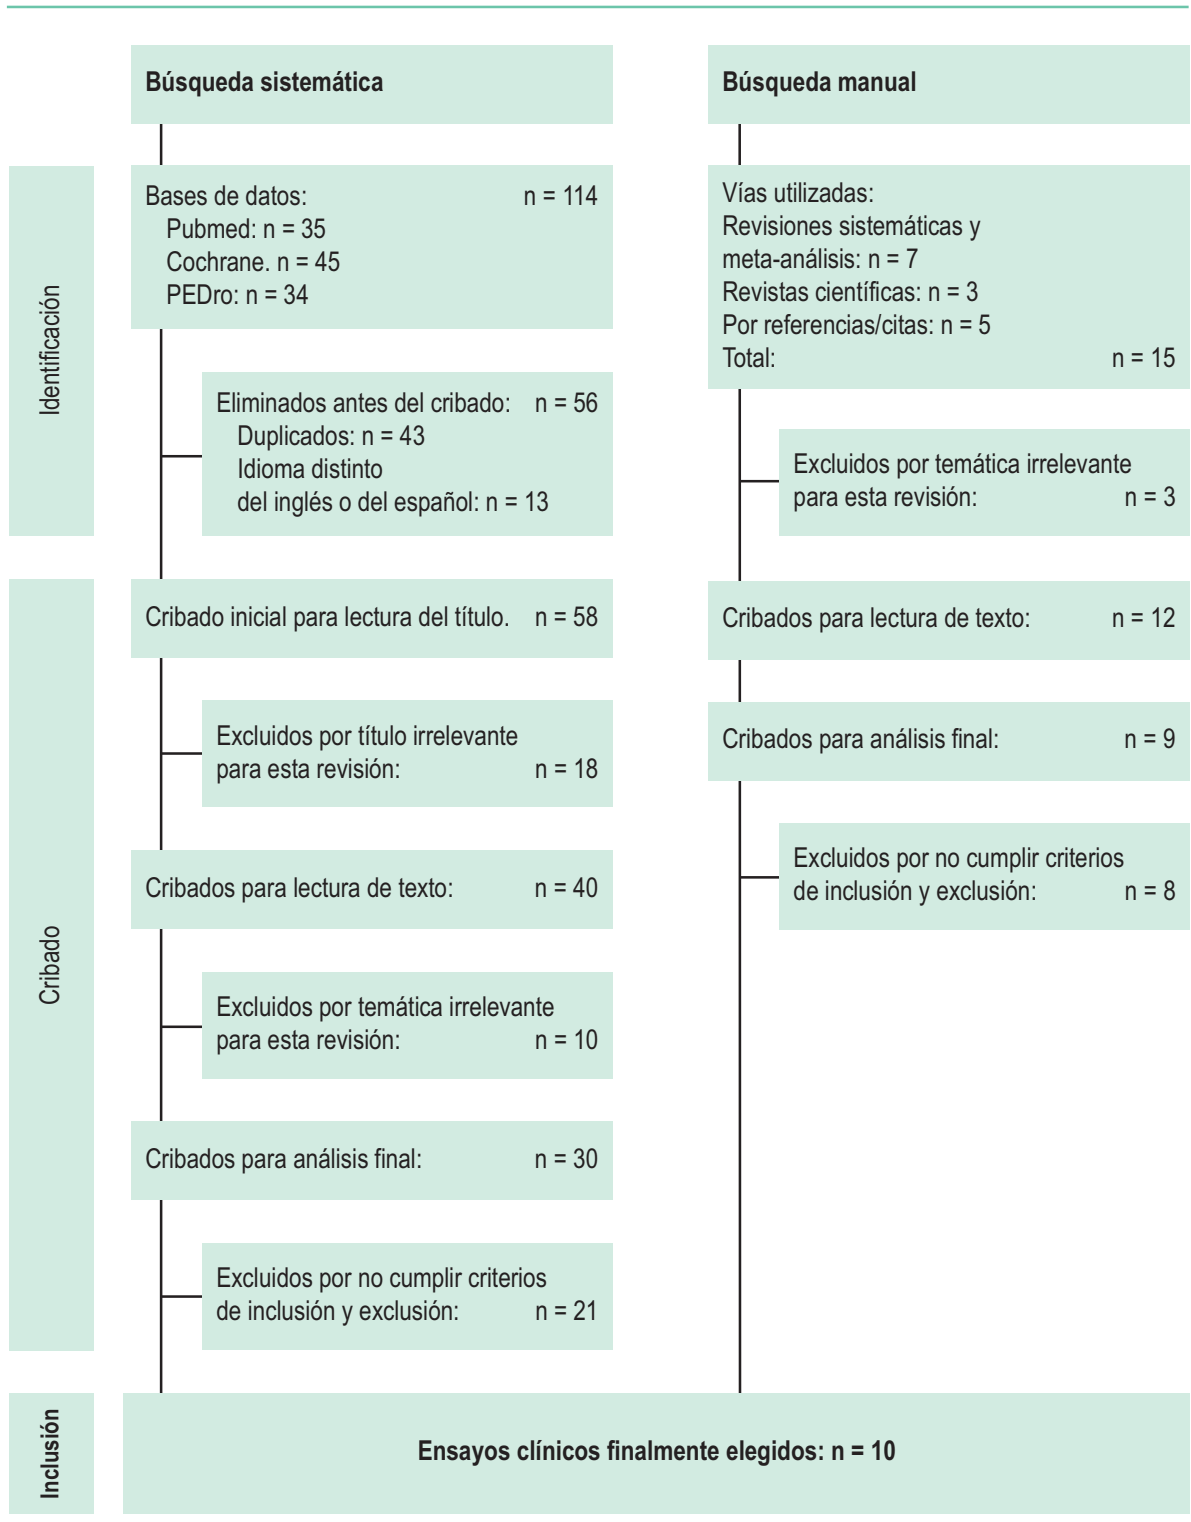 Búsqueda sistemática
Búsqueda manual
Identificación
Bases de datos: n = 114
Pubmed: n = 35
Cochrane. n = 45
PEDro: n = 34
Vías utilizadas:
Revisiones sistemáticas y
meta-análisis: n = 7
Revistas científicas: n = 3
Por referencias/citas: n = 5
Total: n = 15
Eliminados antes del cribado: n = 56
Duplicados: n = 43
Idioma distinto
del inglés o del español: n = 13
Excluidos por temática irrelevante
para esta revisión: n = 3
Cribado
Cribado inicial para lectura del título. n = 58
Cribados para lectura de texto: n = 12
Excluidos por título irrelevante
para esta revisión: n = 18
Cribados para análisis final: n = 9
Cribados para lectura de texto: n = 40
Excluidos por no cumplir criterios
de inclusión y exclusión: n = 8
Excluidos por temática irrelevante
para esta revisión: n = 10
Cribados para análisis final: n = 30
Excluidos por no cumplir criterios
de inclusión y exclusión: n = 21
Inclusión
Ensayos clínicos finalmente elegidos: n = 10